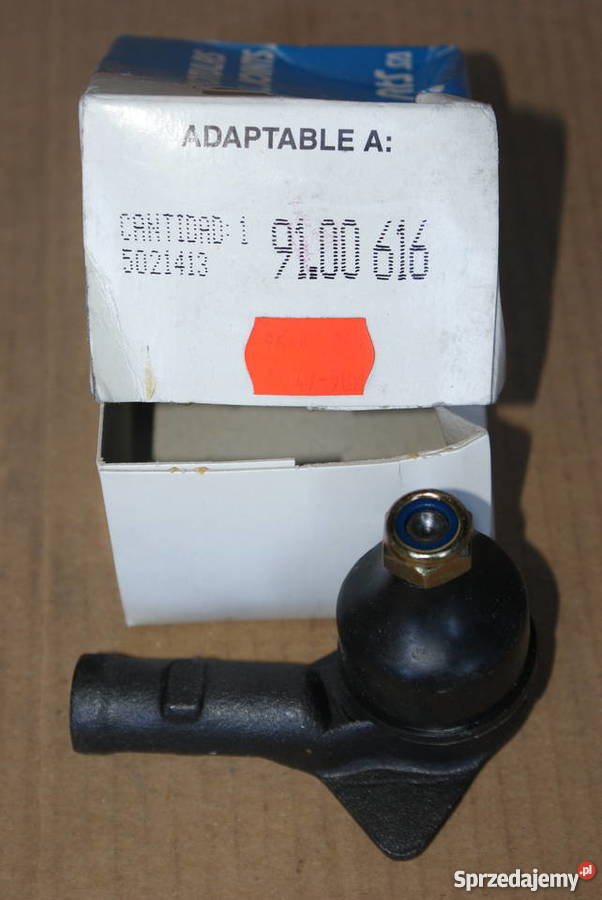 ADAPTABLE A:
CANTIDAD: 1
5021413
91.00 616
Sprzedajemy.pl